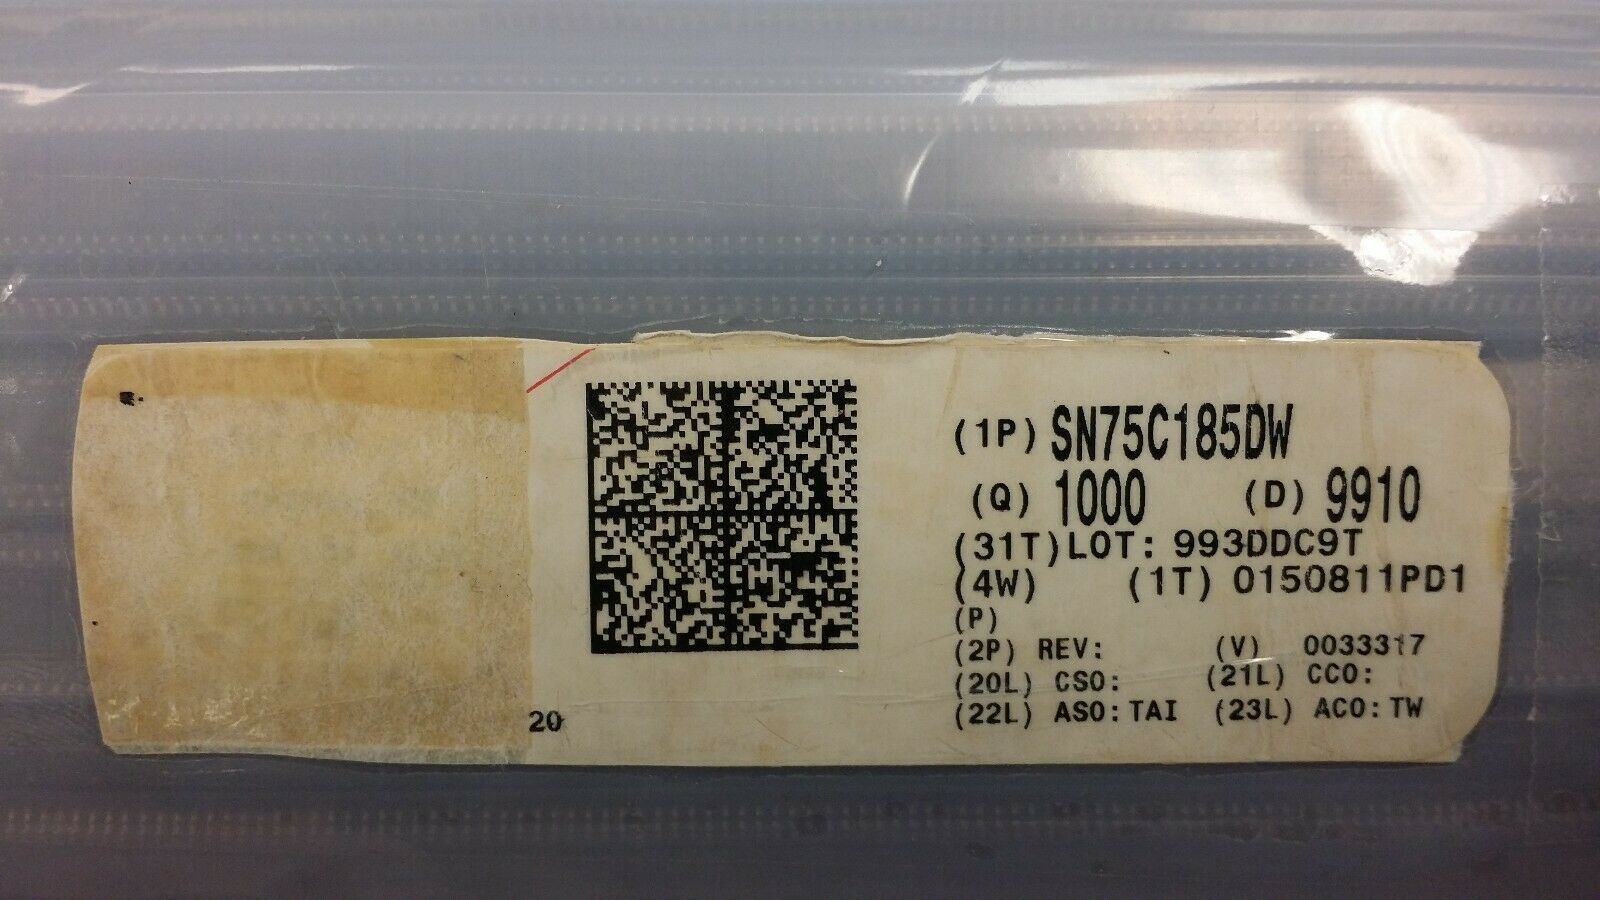 (1P) SN75C185DW
(Q) 1000 (D) 9910
(31T)LOT: 993DDC9T
(4W) (1T) 0150811PD1
(P)
(2P) REV: (V) 0033317
(20L) CSO: (21L) CCO:
(22L) ASO:TAI (23L) ACO:TW
20